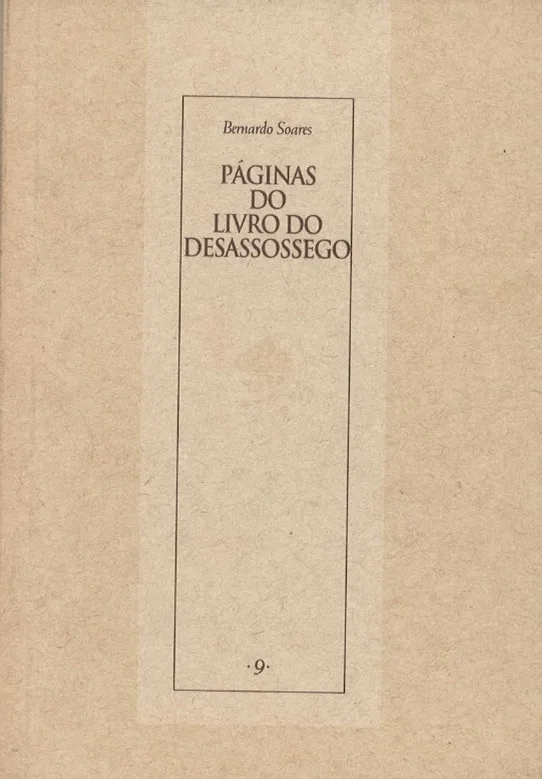 Bernardo Soares
PÁGINAS
DO
LIVRO DO
DESASSOSSEGO
·9·